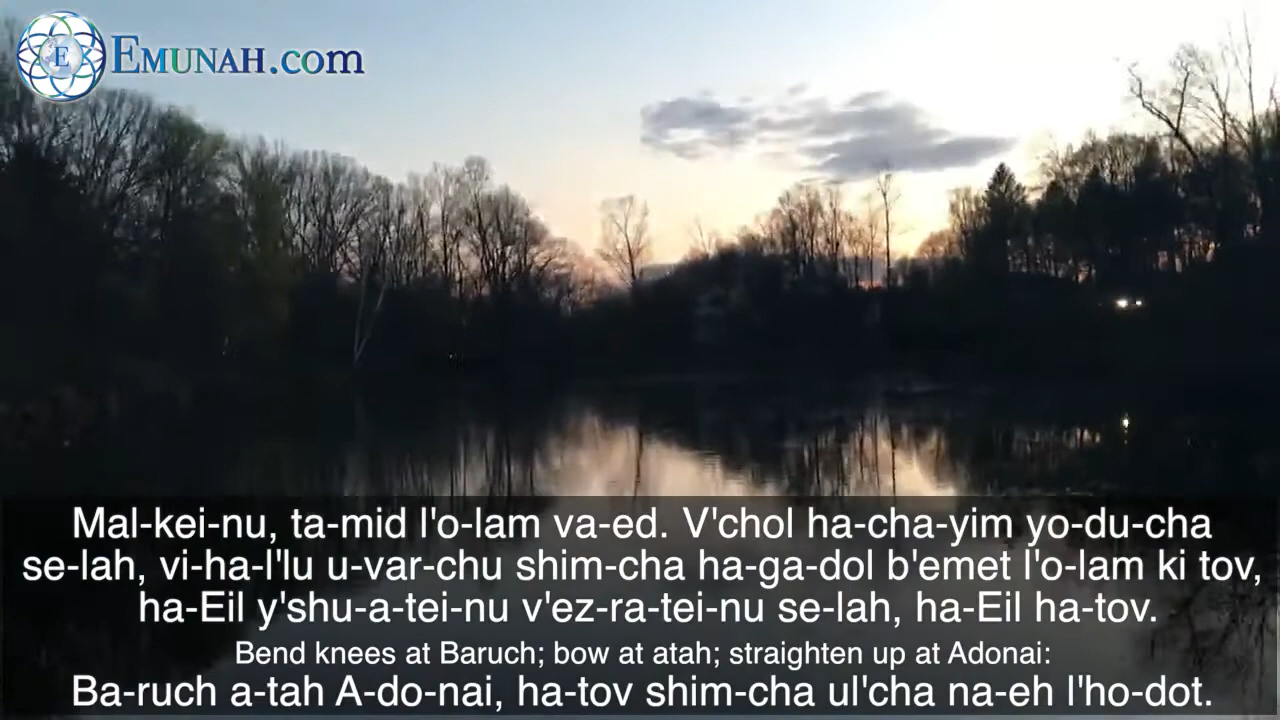 E EMUNAH.com
Mal-kei-nu, ta-mid l'o-lam va-ed. V'chol ha-cha-yim yo-du-cha
se-lah, vi-ha-l'lu u-var-chu shim-cha ha-ga-dol b'emet l'o-lam ki tov,
ha-Eil y'shu-a-tei-nu v'ez-ra-tei-nu se-lah, ha-Eil ha-tov.
Bend knees at Baruch; bow at atah; straighten up at Adonai:
Ba-ruch a-tah A-do-nai, ha-tov shim-cha ul'cha na-eh l'ho-dot.